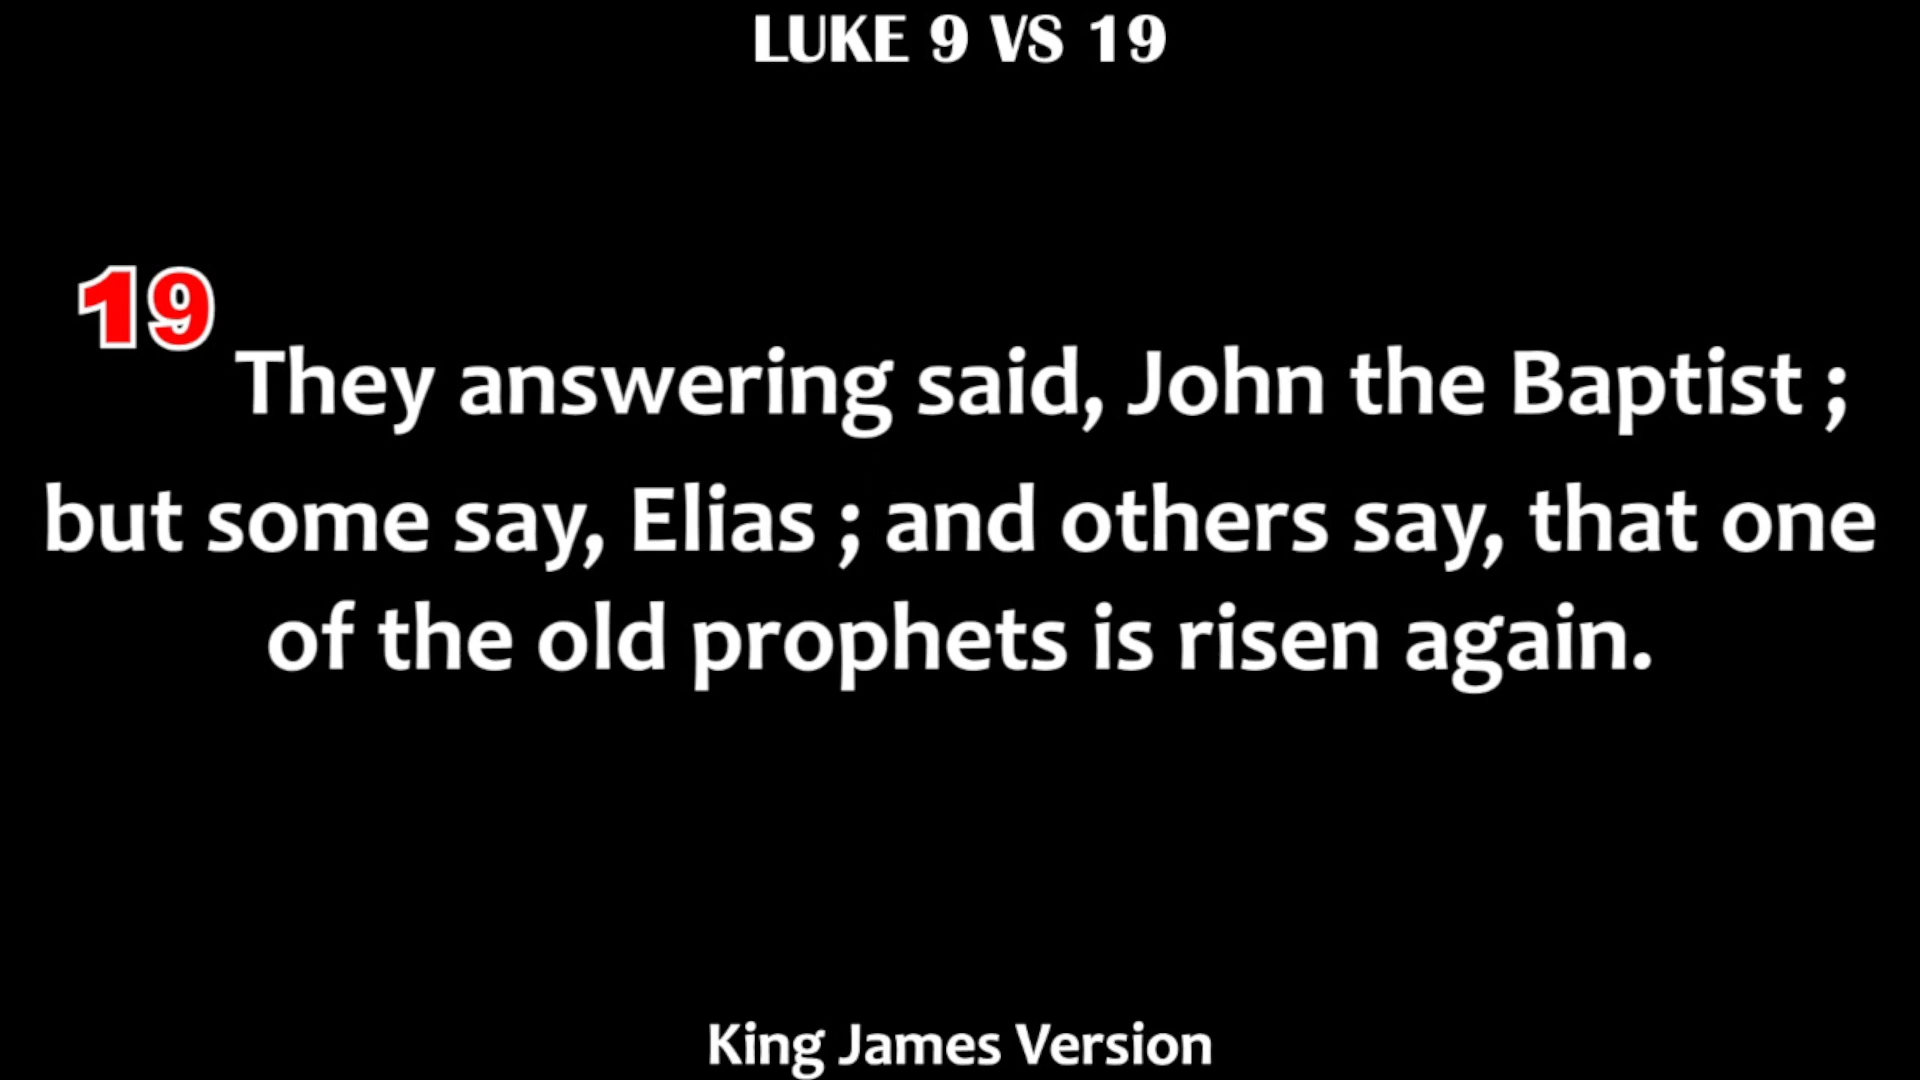 LUKE 9 VS 19
19
They answering said, John the Baptist ;
but some say, Elias ; and others say, that one
of the old prophets is risen again.
King James Version